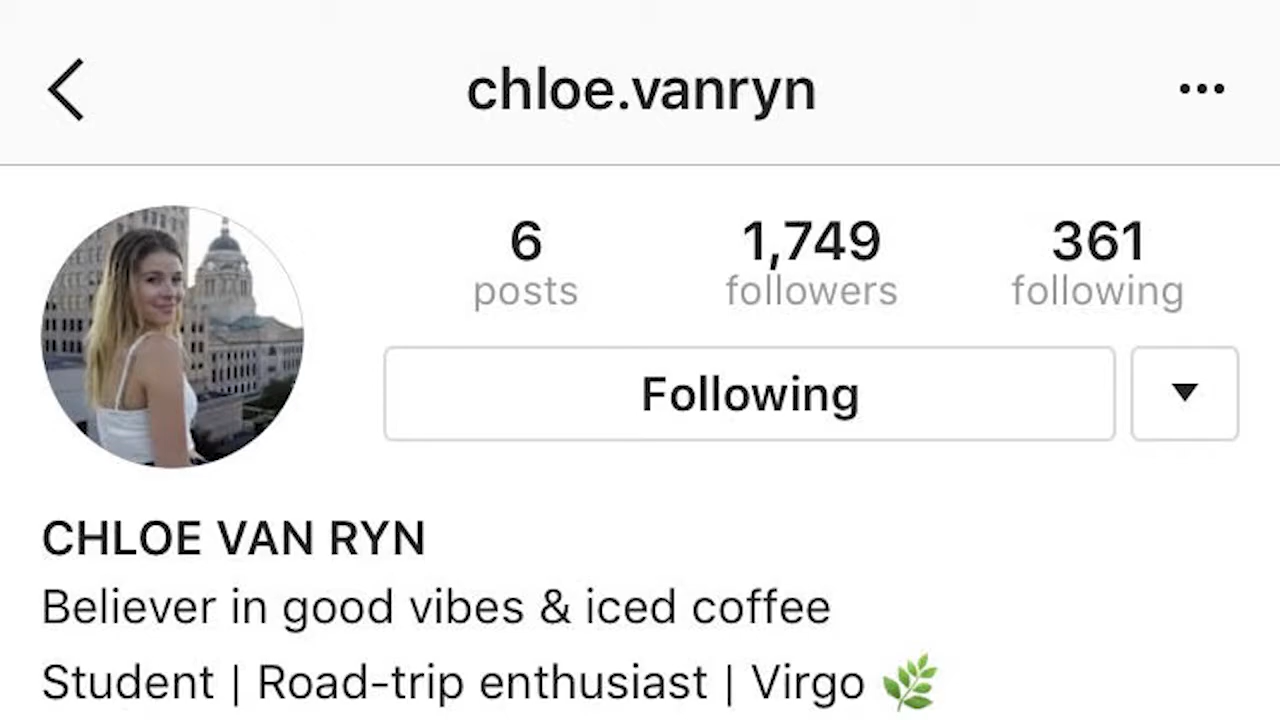 chloe.vanryn
6 1,749 361
posts followers following
Following
CHLOE VAN RYN
Believer in good vibes & iced coffee
Student | Road-trip enthusiast | Virgo 🌿